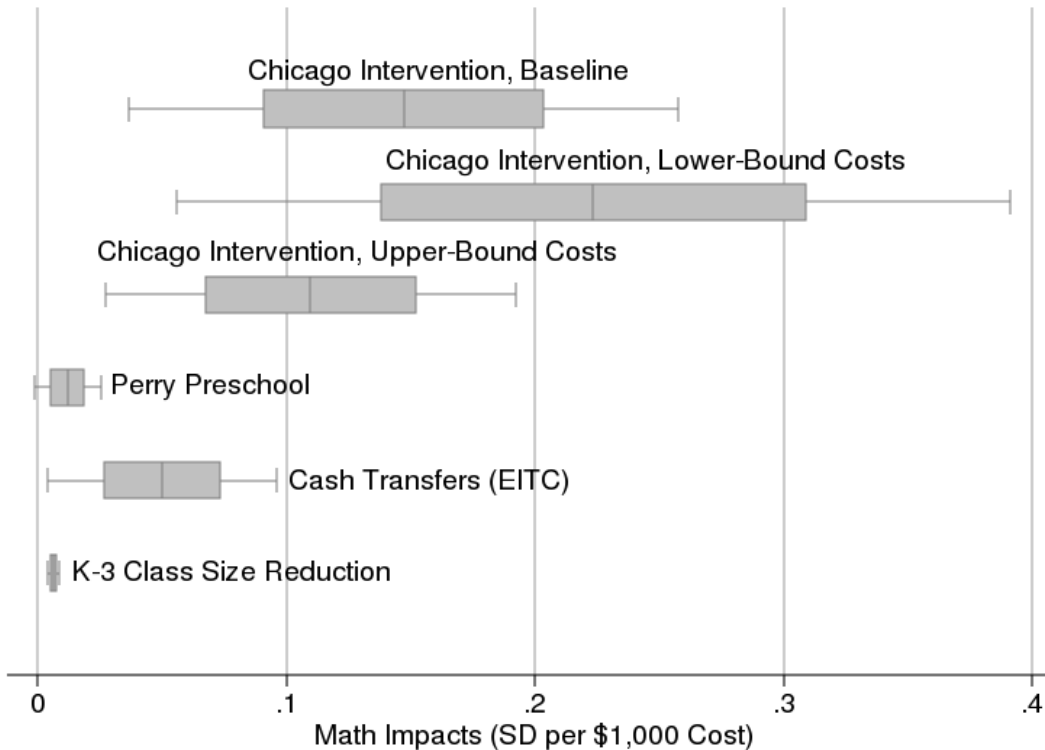 Chicago Intervention, Baseline
Chicago Intervention, Lower-Bound Costs
Chicago Intervention, Upper-Bound Costs
Perry Preschool
Cash Transfers (EITC)
K-3 Class Size Reduction
0 .1 .2 .3 .4
Math Impacts (SD per $1,000 Cost)